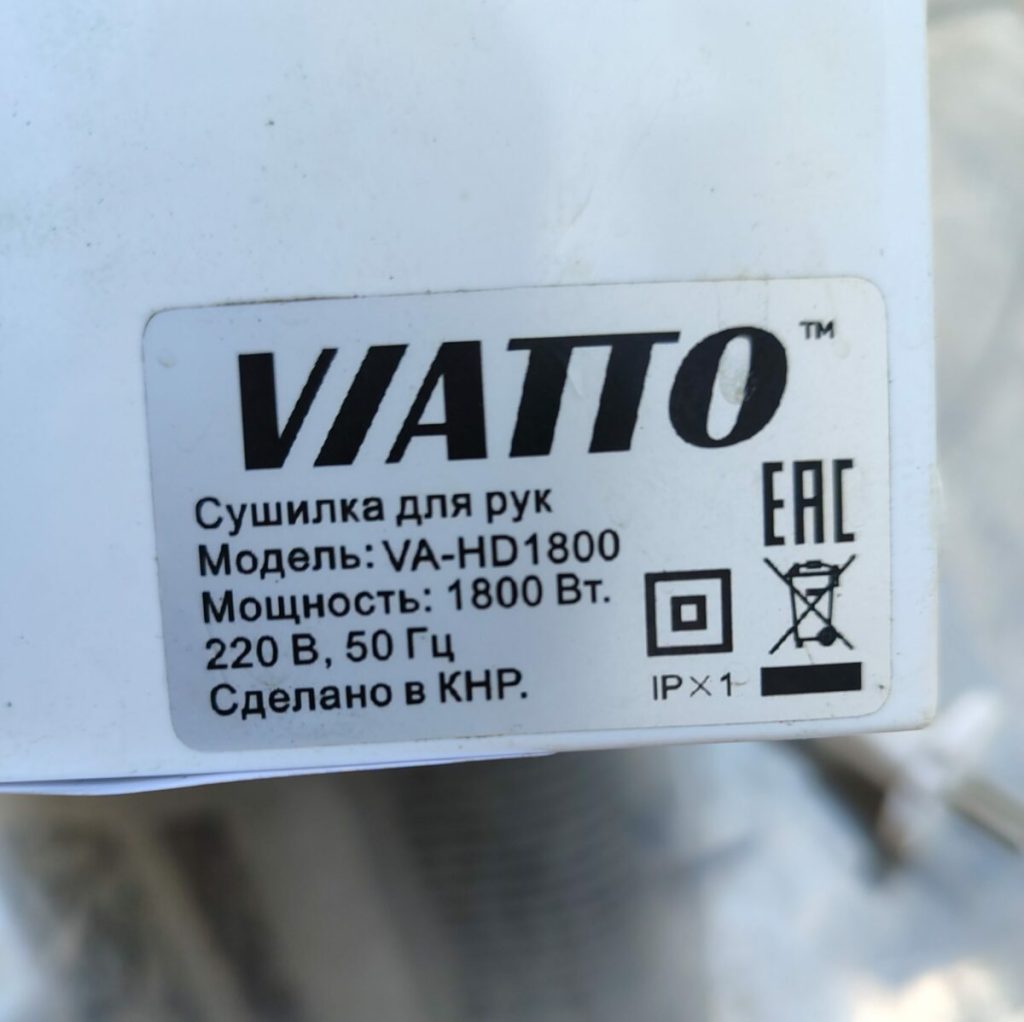 VIATTO™
EAC
Сушилка для рук
Модель: VA-HD1800
Мощность: 1800 Вт.
220 В, 50 Гц
Сделано в КНР.
IP×1